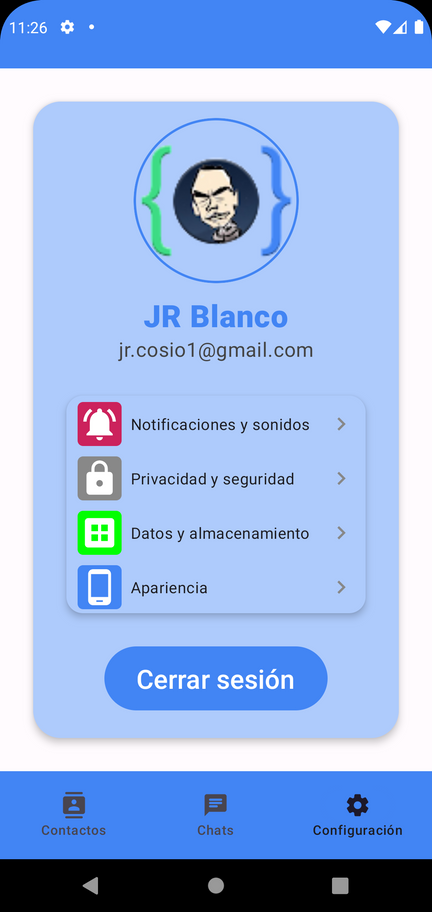 11:26
{ }
JR Blanco
jr.cosio1@gmail.com
Notificaciones y sonidos
Privacidad y seguridad
Datos y almacenamiento
Apariencia
Cerrar sesión
Contactos
Chats
Configuración